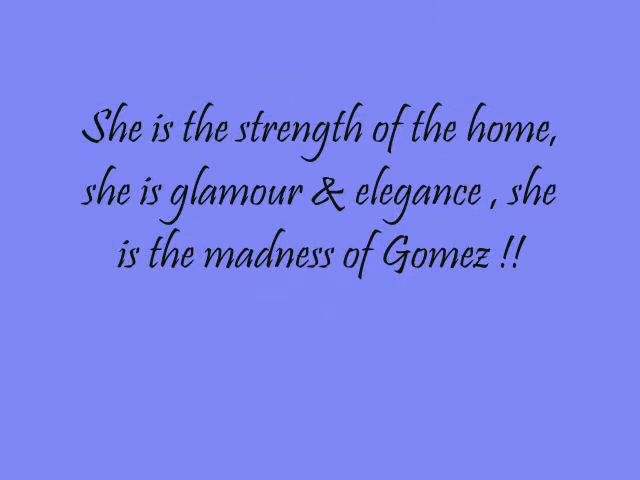 She is the strength of the home,
she is glamour & elegance , she
is the madness of Gomez !!